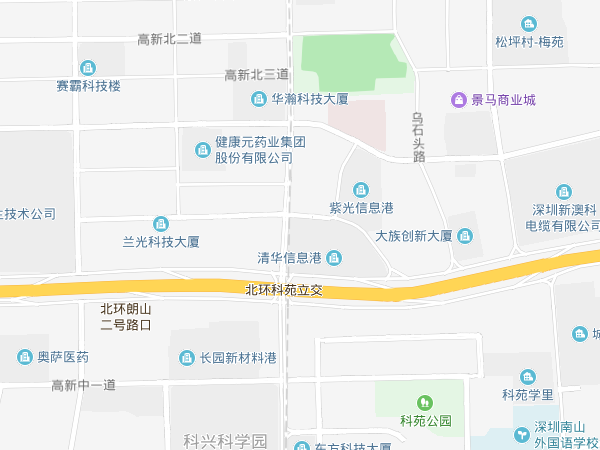 高新北二道
松坪村-梅苑
高新北三道
赛霸科技楼
华瀚科技大厦
景马商业城
乌石头路
健康元药业集团
股份有限公司
紫光信息港
深圳新澳科
电缆有限公司
生技术公司
兰光科技大厦
大族创新大厦
清华信息港
北环科苑立交
北环朗山
二号路口
城
奥萨医药
长园新材料港
高新中一道
科苑学里
科苑公园
深圳南山
外国语学校
科兴科学园
东方科技大厦